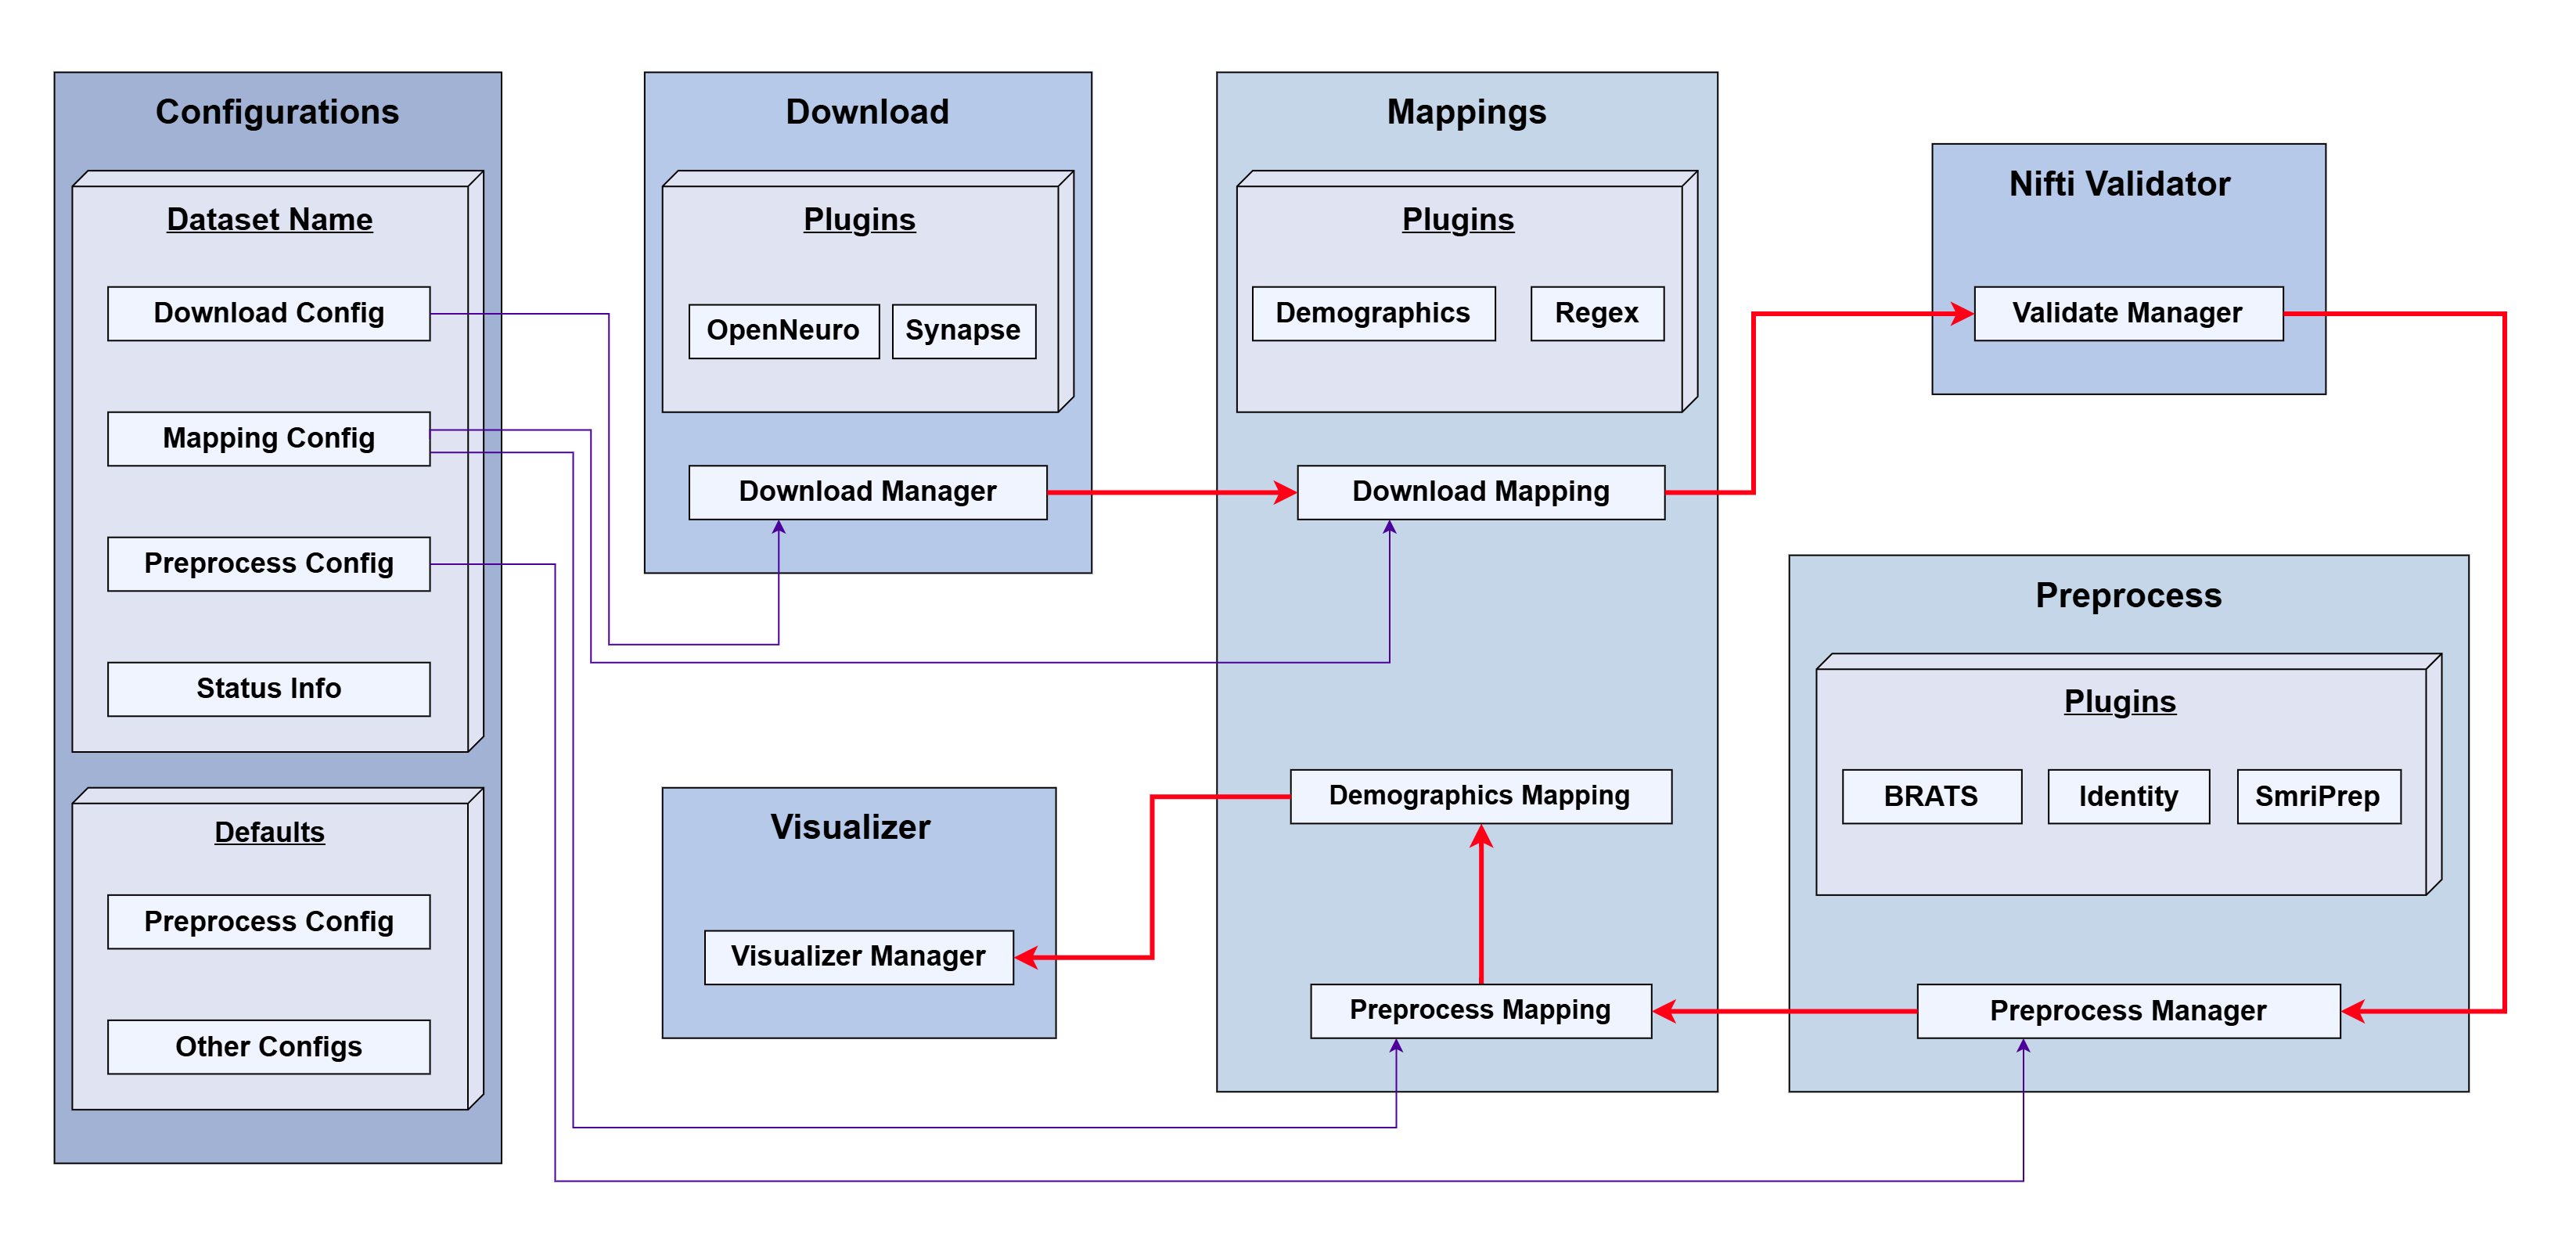 Configurations
Dataset Name
Download Config
Mapping Config
Preprocess Config
Status Info
Defaults
Preprocess Config
Other Configs
Download
Plugins
OpenNeuro
Synapse
Download Manager
Visualizer
Visualizer Manager
Mappings
Plugins
Demographics
Regex
Download Mapping
Demographics Mapping
Preprocess Mapping
Nifti Validator
Validate Manager
Preprocess
Plugins
BRATS
Identity
SmriPrep
Preprocess Manager